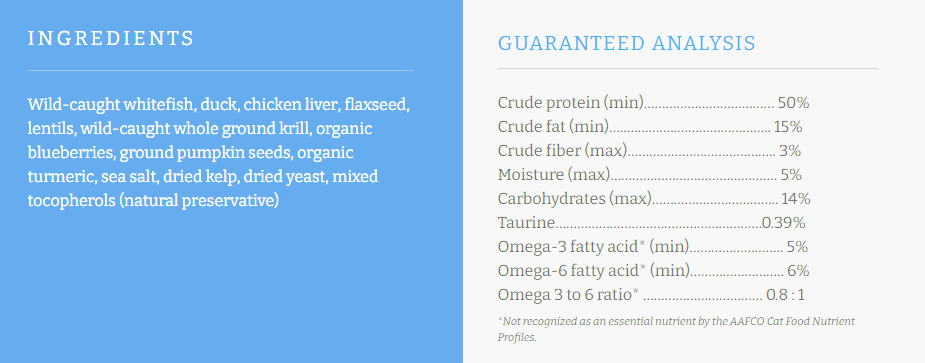 INGREDIENTS
Wild-caught whitefish, duck, chicken liver, flaxseed,
lentils, wild-caught whole ground krill, organic
blueberries, ground pumpkin seeds, organic
turmeric, sea salt, dried kelp, dried yeast, mixed
tocopherols (natural preservative)
GUARANTEED ANALYSIS
Crude protein (min)................................. 50%
Crude fat (min)......................................... 15%
Crude fiber (max)...................................... 3%
Moisture (max).......................................... 5%
Carbohydrates (max)................................ 14%
Taurine.....................................................0.39%
Omega-3 fatty acid* (min)........................ 5%
Omega-6 fatty acid* (min)........................ 6%
Omega 3 to 6 ratio* .............................. 0.8 : 1
*Not recognized as an essential nutrient by the AAFCO Cat Food Nutrient
Profiles.